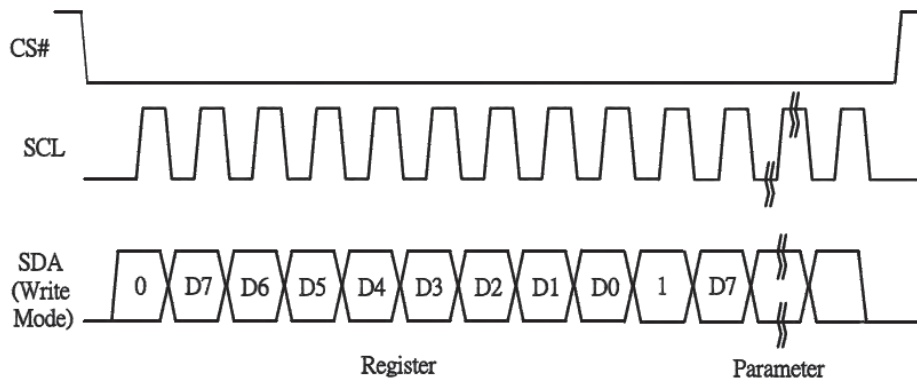 CS#
SCL
SDA
(Write
Mode)
0 D7 D6 D5 D4 D3 D2 D1 D0 1 D7
Register Parameter